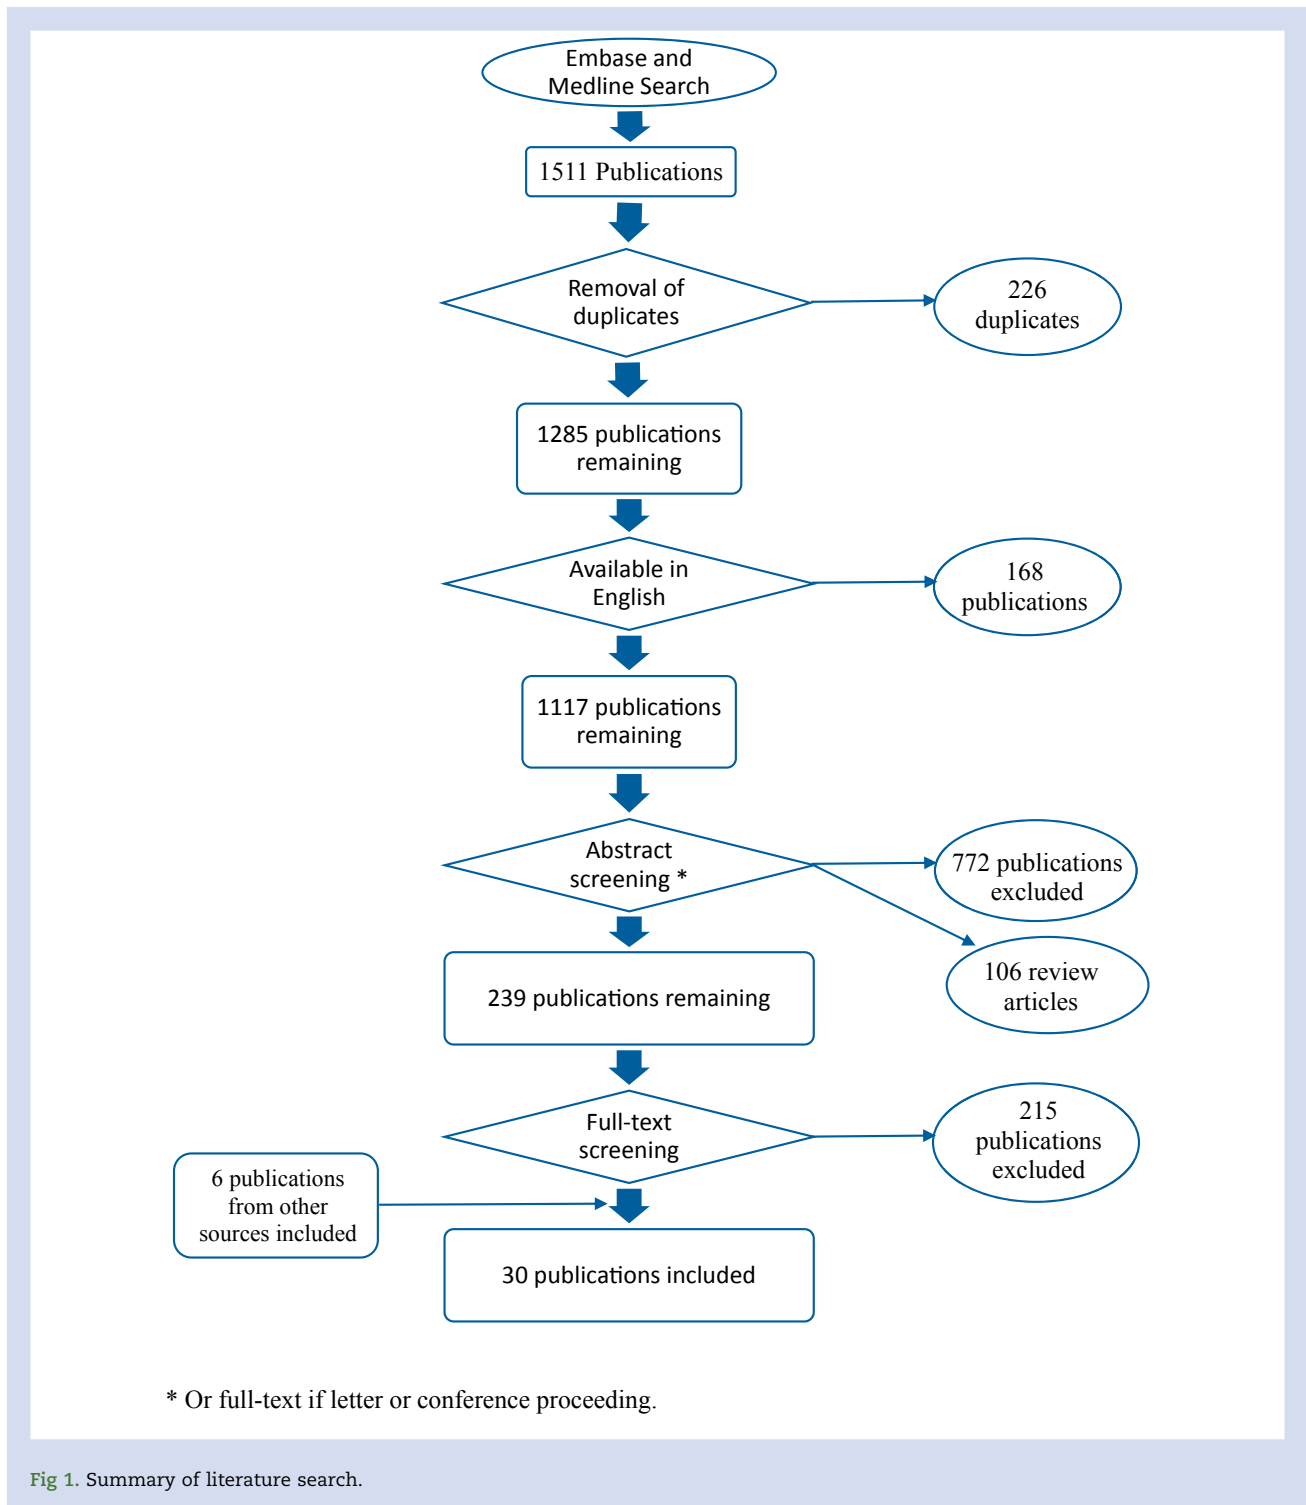 Embase and
Medline Search
1511 Publications
Removal of
duplicates
226
duplicates
1285 publications
remaining
Available in
English
168
publications
1117 publications
remaining
Abstract
screening *
772 publications
excluded
106 review
articles
239 publications remaining
Full-text
screening
215
publications
excluded
6 publications
from other
sources included
30 publications included
* Or full-text if letter or conference proceeding.
Fig 1. Summary of literature search.